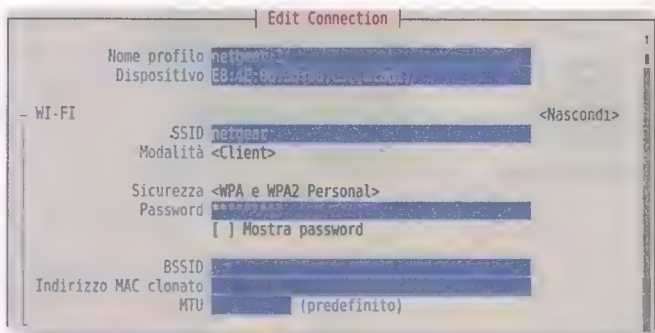 Edit Connection
Nome profilo netgear
Dispositivo
- WI-FI <Nascondi>
SSID netgear
Modalità <Client>
Sicurezza <WPA e WPA2 Personal>
Password ********
[ ] Mostra password
BSSID
Indirizzo MAC clonato
MTU (predefinito)